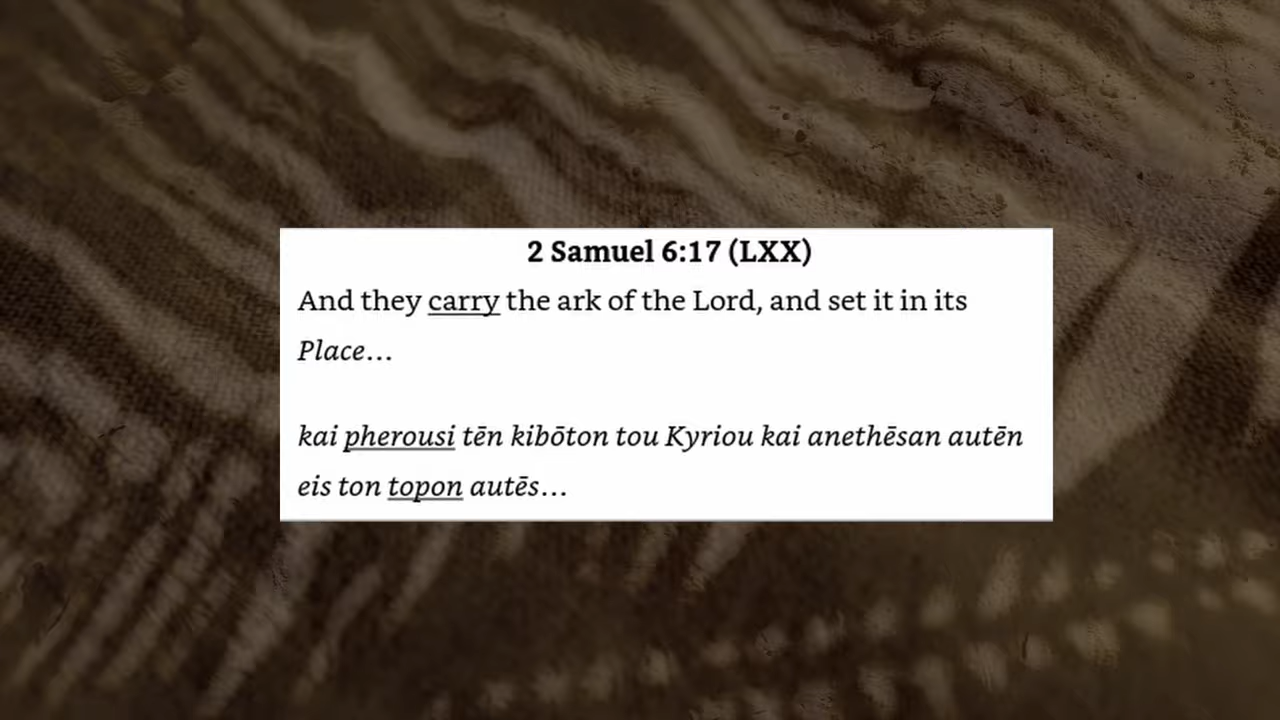 2 Samuel 6:17 (LXX)
And they carry the ark of the Lord, and set it in its
Place...
kai pherousi tēn kibōton tou Kyriou kai anethēsan autēn
eis ton topon autēs...